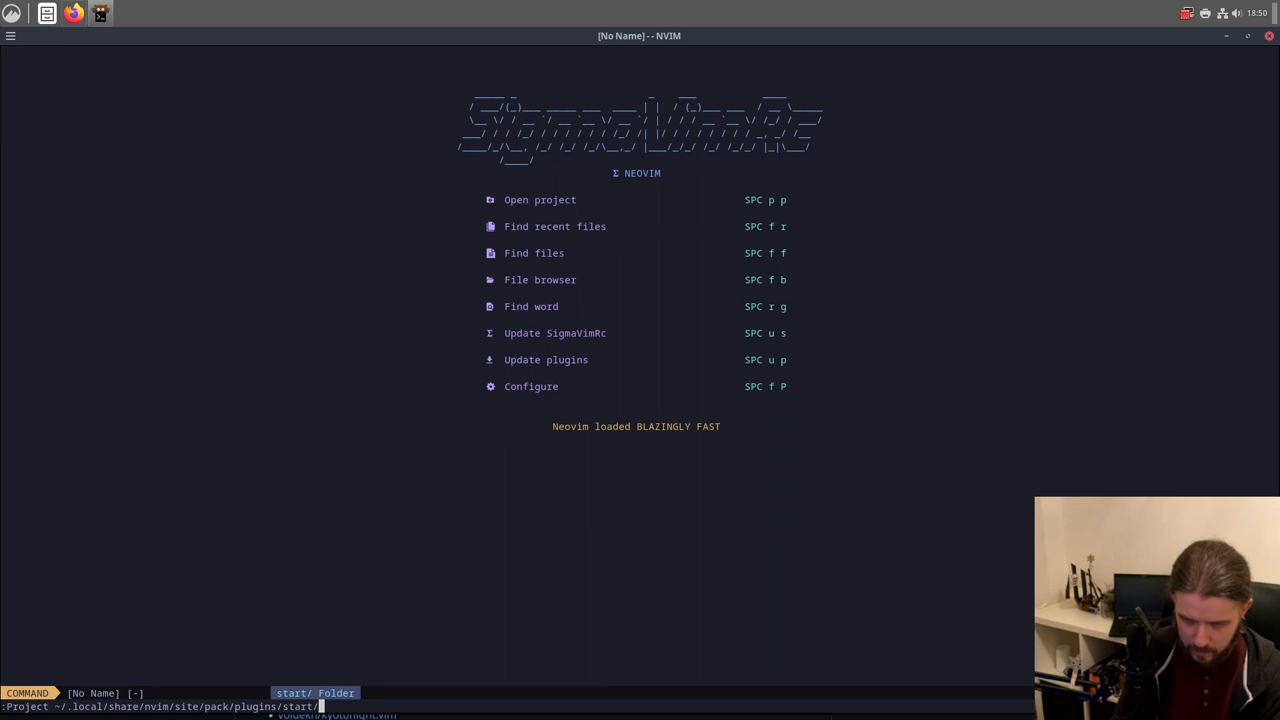 18:50
[No Name] - - NVIM
Σ NEOVIM
Open project SPC p p
Find recent files SPC f r
Find files SPC f f
File browser SPC f b
Find word SPC r g
Σ Update SigmaVimRc SPC u s
Update plugins SPC u p
Configure SPC f P
Neovim loaded BLAZINGLY FAST
COMMAND [No Name] [-] start/ Folder
:Project ~/.local/share/nvim/site/pack/plugins/start/